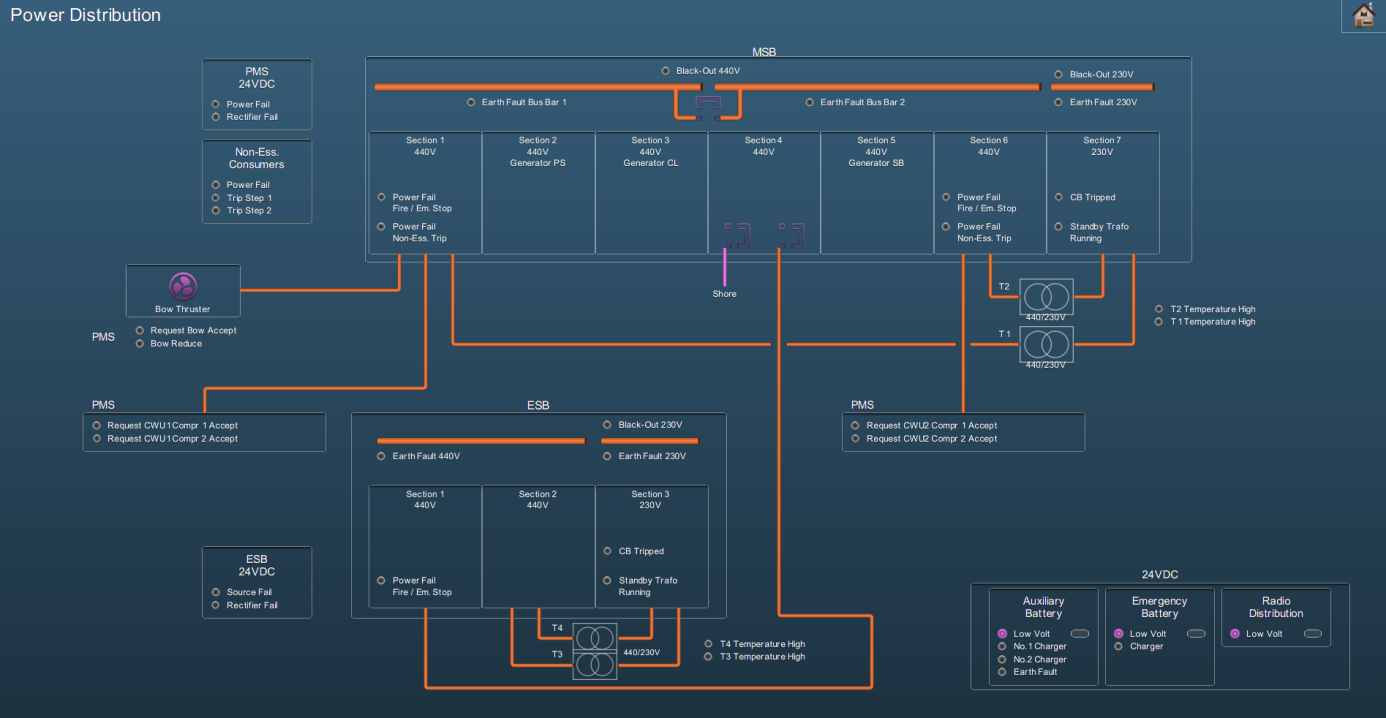 Power Distribution
MSB
PMS
24VDC
Power Fail
Rectifier Fail
Black-Out 440V
Black-Out 230V
Earth Fault Bus Bar 1
Earth Fault Bus Bar 2
Earth Fault 230V
Non-Ess.
Consumers
Power Fail
Trip Step 1
Trip Step 2
Section 1
440V
Power Fail
Fire / Em. Stop
Power Fail
Non-Ess. Trip
Section 2
440V
Generator PS
Section 3
440V
Generator CL
Section 4
440V
Section 5
440V
Generator SB
Section 6
440V
Power Fail
Fire / Em. Stop
Power Fail
Non-Ess. Trip
Section 7
230V
CB Tripped
Standby Trafo
Running
Shore
Bow Thruster
PMS
Request Bow Accept
Bow Reduce
T2
440/230V
T1
440/230V
T2 Temperature High
T1 Temperature High
PMS
Request CWU1 Compr 1 Accept
Request CWU1 Compr 2 Accept
ESB
Black-Out 230V
Earth Fault 440V
Earth Fault 230V
Section 1
440V
Power Fail
Fire / Em. Stop
Section 2
440V
Section 3
230V
CB Tripped
Standby Trafo
Running
PMS
Request CWU2 Compr 1 Accept
Request CWU2 Compr 2 Accept
ESB
24VDC
Source Fail
Rectifier Fail
T4
T3
440/230V
T4 Temperature High
T3 Temperature High
24VDC
Auxiliary
Battery
Low Volt
No.1 Charger
No.2 Charger
Earth Fault
Emergency
Battery
Low Volt
Charger
Radio
Distribution
Low Volt